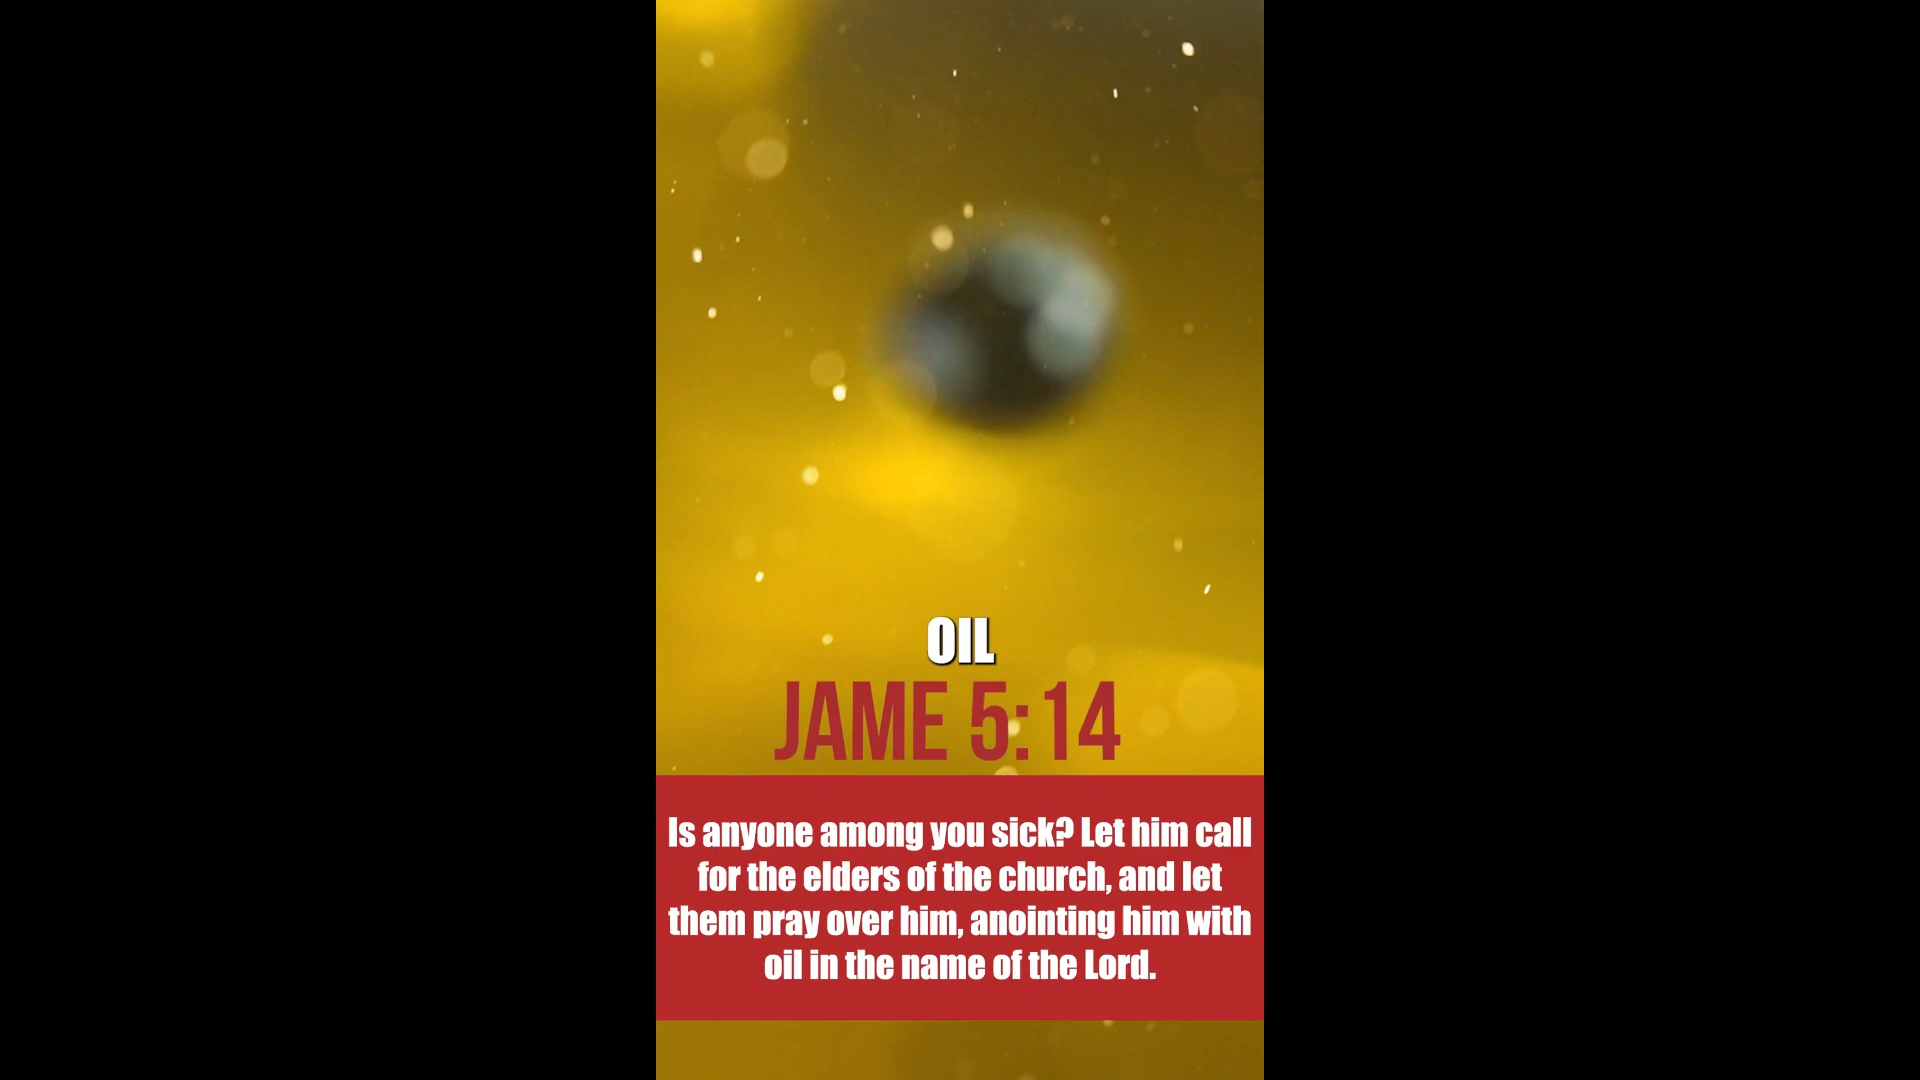 OIL
JAME 5:14
Is anyone among you sick? Let him call
for the elders of the church, and let
them pray over him, anointing him with
oil in the name of the Lord.